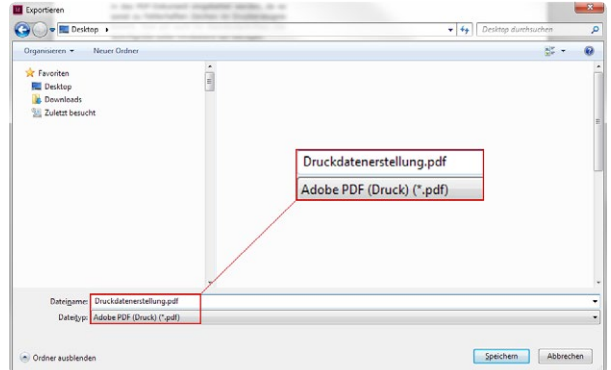 Exportieren
Desktop
Desktop durchsuchen
Organisieren
Neuer Ordner
Favoriten
Desktop
Downloads
Zuletzt besucht
Druckdatenerstellung.pdf
Adobe PDF (Druck) (*.pdf)
Dateiname: Druckdatenerstellung.pdf
Dateityp: Adobe PDF (Druck) (*.pdf)
Ordner ausblenden
Speichern
Abbrechen